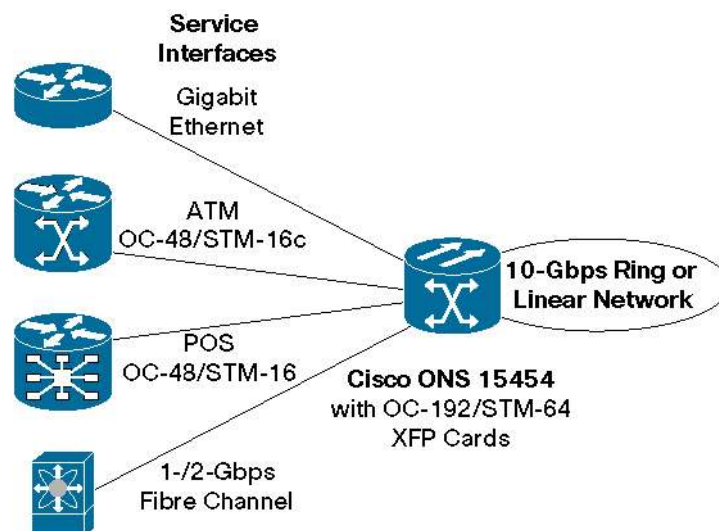 Service
Interfaces
Gigabit
Ethernet
ATM
OC-48/STM-16c
10-Gbps Ring or
Linear Network
POS
OC-48/STM-16
Cisco ONS 15454
with OC-192/STM-64
XFP Cards
1-/2-Gbps
Fibre Channel